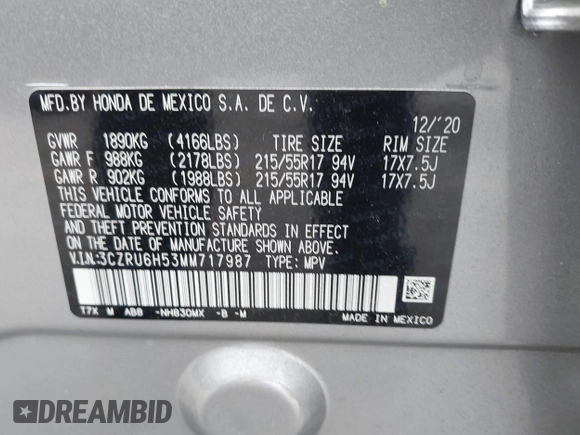 MFD.BY HONDA DE MEXICO S.A. DE C.V.
12/'20
GVWR 1890KG (4166LBS) TIRE SIZE RIM SIZE
GAWR F 988KG (2178LBS) 215/55R17 94V 17X7.5J
GAWR R 902KG (1988LBS) 215/55R17 94V 17X7.5J
THIS VEHICLE CONFORMS TO ALL APPLICABLE
FEDERAL MOTOR VEHICLE SAFETY
AND THEFT PREVENTION STANDARDS IN EFFECT
ON THE DATE OF MANUFACTURE SHOWN ABOVE.
V.I.N:3CZRU6H53MM717987 TYPE: MPV
T7X M ABB -NH830MX -B -M
MADE IN MEXICO
DREAMBID